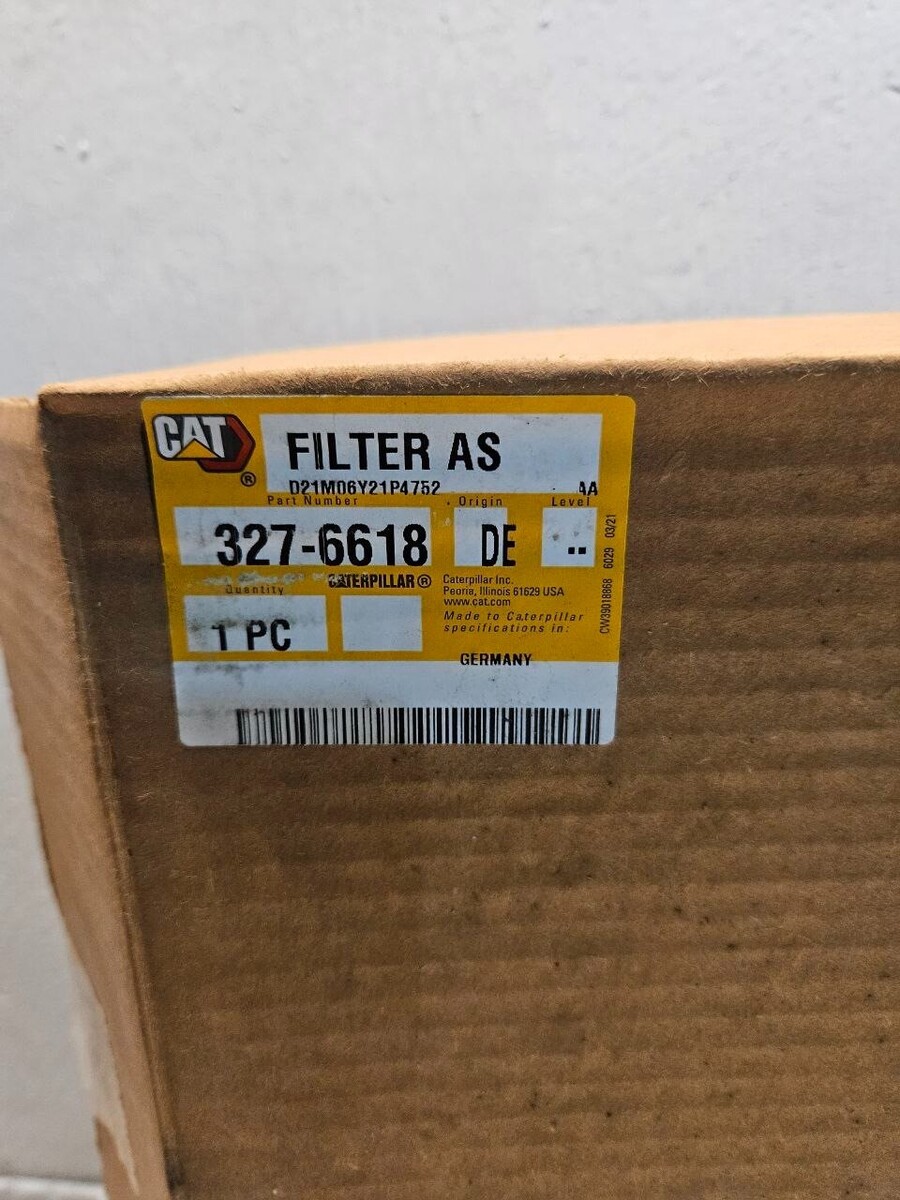 CAT®
FILTER AS
D21M06Y21P4752 AA
Part Number Origin Level
327-6618 DE --
CATERPILLAR®
Quantity
1 PC
Caterpillar Inc.
Peoria, Illinois 61629 USA
www.cat.com
Made to Caterpillar
specifications in:
GERMANY
CW39018868 6029 03/21